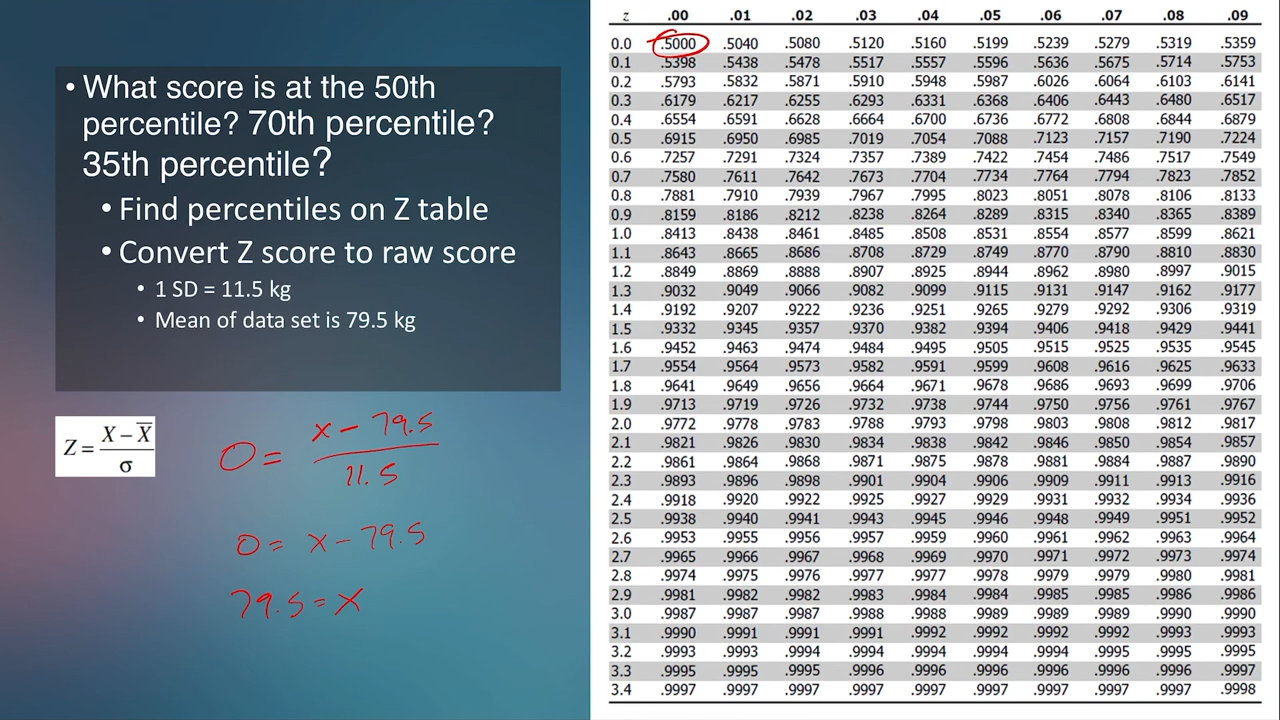 • What score is at the 50th
percentile? 70th percentile?
35th percentile?
• Find percentiles on Z table
• Convert Z score to raw score
• 1 SD = 11.5 kg
• Mean of data set is 79.5 kg
Z = (X − X̅) / σ
0 = (x − 79.5) / 11.5
0 = x − 79.5
79.5 = x
z .00 .01 .02 .03 .04 .05 .06 .07 .08 .09
0.0 .5000 .5040 .5080 .5120 .5160 .5199 .5239 .5279 .5319 .5359
0.1 .5398 .5438 .5478 .5517 .5557 .5596 .5636 .5675 .5714 .5753
0.2 .5793 .5832 .5871 .5910 .5948 .5987 .6026 .6064 .6103 .6141
0.3 .6179 .6217 .6255 .6293 .6331 .6368 .6406 .6443 .6480 .6517
0.4 .6554 .6591 .6628 .6664 .6700 .6736 .6772 .6808 .6844 .6879
0.5 .6915 .6950 .6985 .7019 .7054 .7088 .7123 .7157 .7190 .7224
0.6 .7257 .7291 .7324 .7357 .7389 .7422 .7454 .7486 .7517 .7549
0.7 .7580 .7611 .7642 .7673 .7704 .7734 .7764 .7794 .7823 .7852
0.8 .7881 .7910 .7939 .7967 .7995 .8023 .8051 .8078 .8106 .8133
0.9 .8159 .8186 .8212 .8238 .8264 .8289 .8315 .8340 .8365 .8389
1.0 .8413 .8438 .8461 .8485 .8508 .8531 .8554 .8577 .8599 .8621
1.1 .8643 .8665 .8686 .8708 .8729 .8749 .8770 .8790 .8810 .8830
1.2 .8849 .8869 .8888 .8907 .8925 .8944 .8962 .8980 .8997 .9015
1.3 .9032 .9049 .9066 .9082 .9099 .9115 .9131 .9147 .9162 .9177
1.4 .9192 .9207 .9222 .9236 .9251 .9265 .9279 .9292 .9306 .9319
1.5 .9332 .9345 .9357 .9370 .9382 .9394 .9406 .9418 .9429 .9441
1.6 .9452 .9463 .9474 .9484 .9495 .9505 .9515 .9525 .9535 .9545
1.7 .9554 .9564 .9573 .9582 .9591 .9599 .9608 .9616 .9625 .9633
1.8 .9641 .9649 .9656 .9664 .9671 .9678 .9686 .9693 .9699 .9706
1.9 .9713 .9719 .9726 .9732 .9738 .9744 .9750 .9756 .9761 .9767
2.0 .9772 .9778 .9783 .9788 .9793 .9798 .9803 .9808 .9812 .9817
2.1 .9821 .9826 .9830 .9834 .9838 .9842 .9846 .9850 .9854 .9857
2.2 .9861 .9864 .9868 .9871 .9875 .9878 .9881 .9884 .9887 .9890
2.3 .9893 .9896 .9898 .9901 .9904 .9906 .9909 .9911 .9913 .9916
2.4 .9918 .9920 .9922 .9925 .9927 .9929 .9931 .9932 .9934 .9936
2.5 .9938 .9940 .9941 .9943 .9945 .9946 .9948 .9949 .9951 .9952
2.6 .9953 .9955 .9956 .9957 .9959 .9960 .9961 .9962 .9963 .9964
2.7 .9965 .9966 .9967 .9968 .9969 .9970 .9971 .9972 .9973 .9974
2.8 .9974 .9975 .9976 .9977 .9977 .9978 .9979 .9979 .9980 .9981
2.9 .9981 .9982 .9982 .9983 .9984 .9984 .9985 .9985 .9986 .9986
3.0 .9987 .9987 .9987 .9988 .9988 .9989 .9989 .9989 .9990 .9990
3.1 .9990 .9991 .9991 .9991 .9992 .9992 .9992 .9992 .9993 .9993
3.2 .9993 .9993 .9994 .9994 .9994 .9994 .9994 .9995 .9995 .9995
3.3 .9995 .9995 .9995 .9996 .9996 .9996 .9996 .9996 .9996 .9997
3.4 .9997 .9997 .9997 .9997 .9997 .9997 .9997 .9997 .9997 .9998